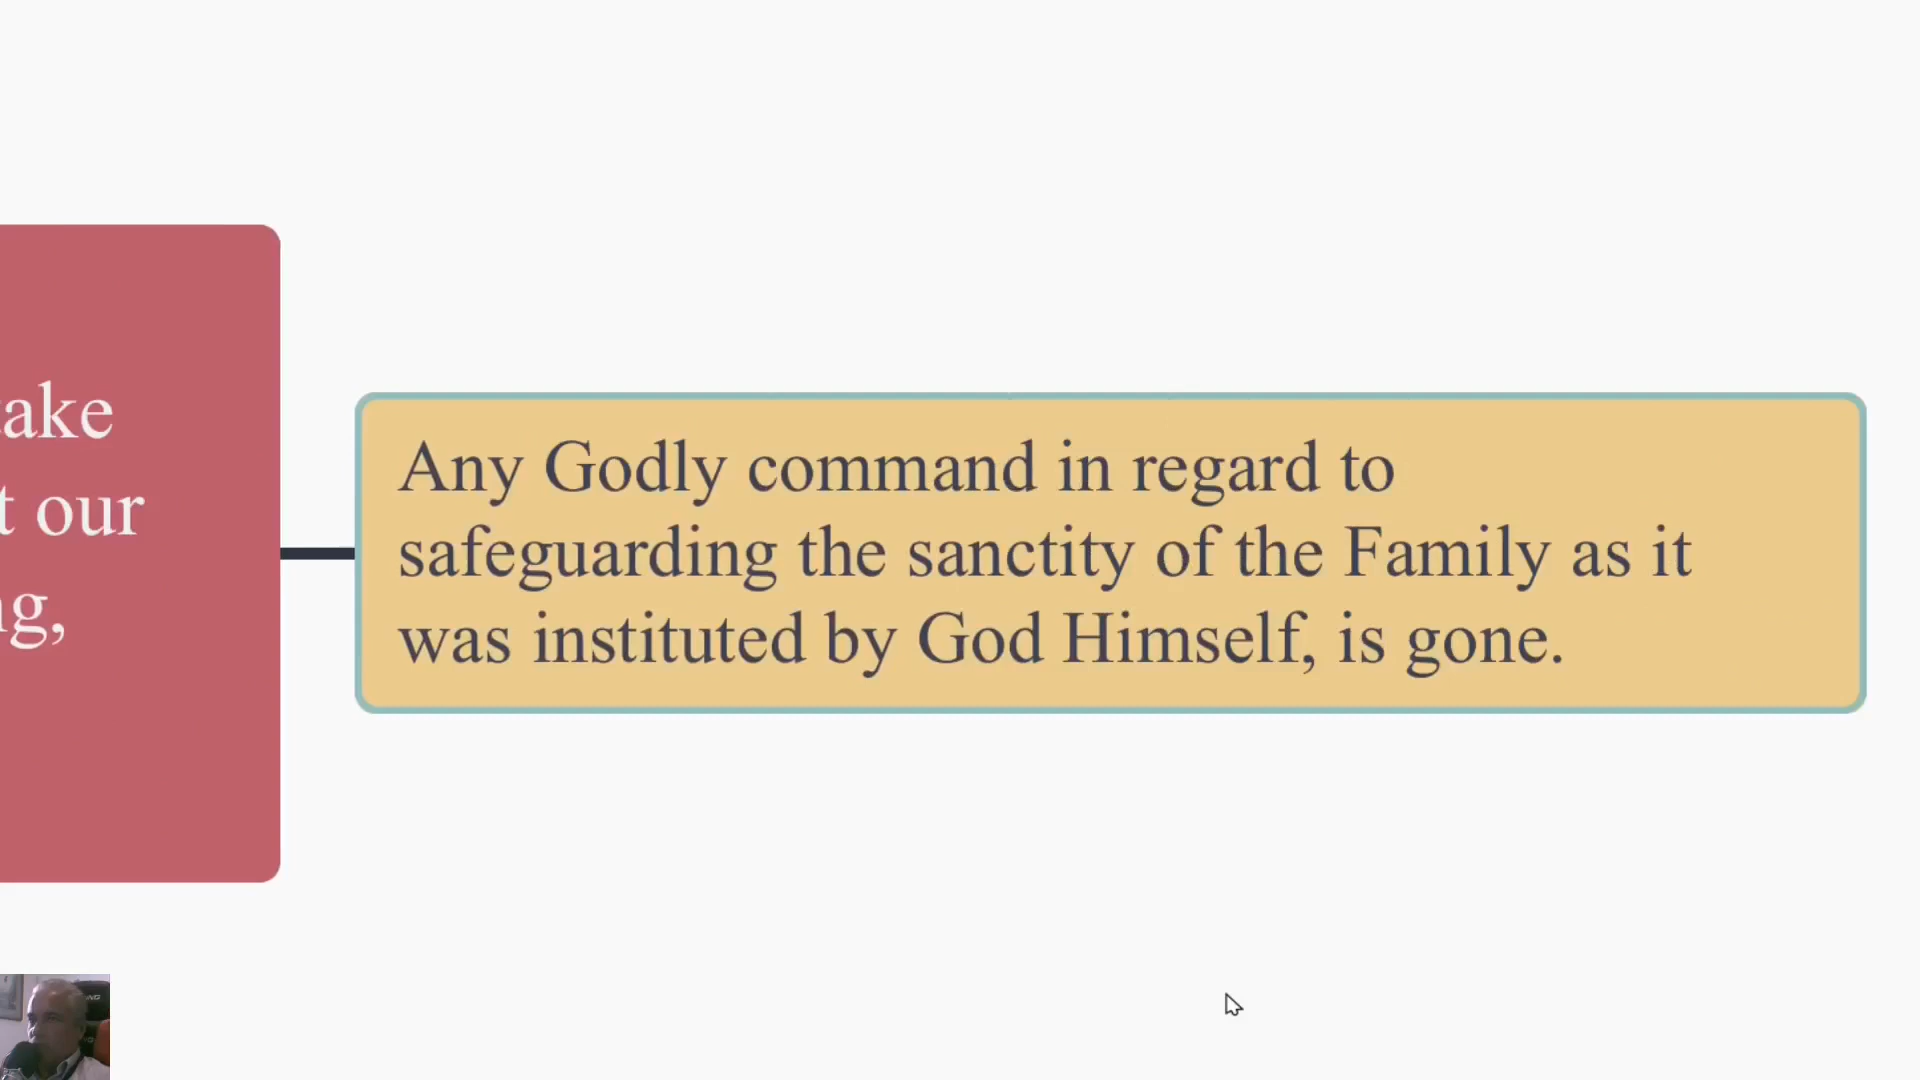 our
Any Godly command in regard to
safeguarding the sanctity of the Family as it
was instituted by God Himself, is gone.